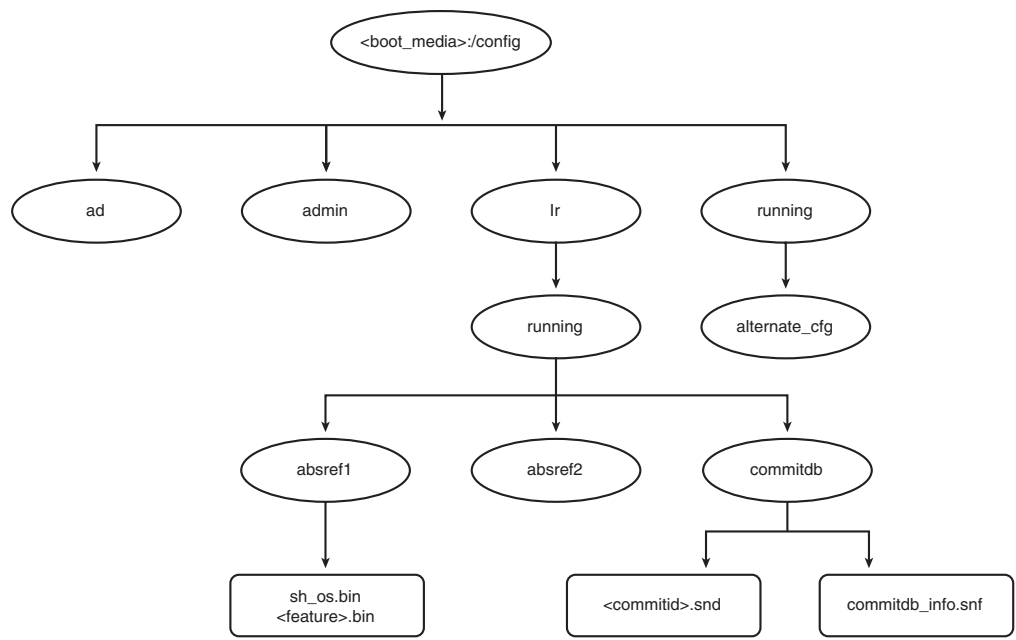 <boot_media>:/config
ad
admin
lr
running
running
alternate_cfg
absref1
absref2
commitdb
sh_os.bin
<feature>.bin
<commitid>.snd
commitdb_info.snf